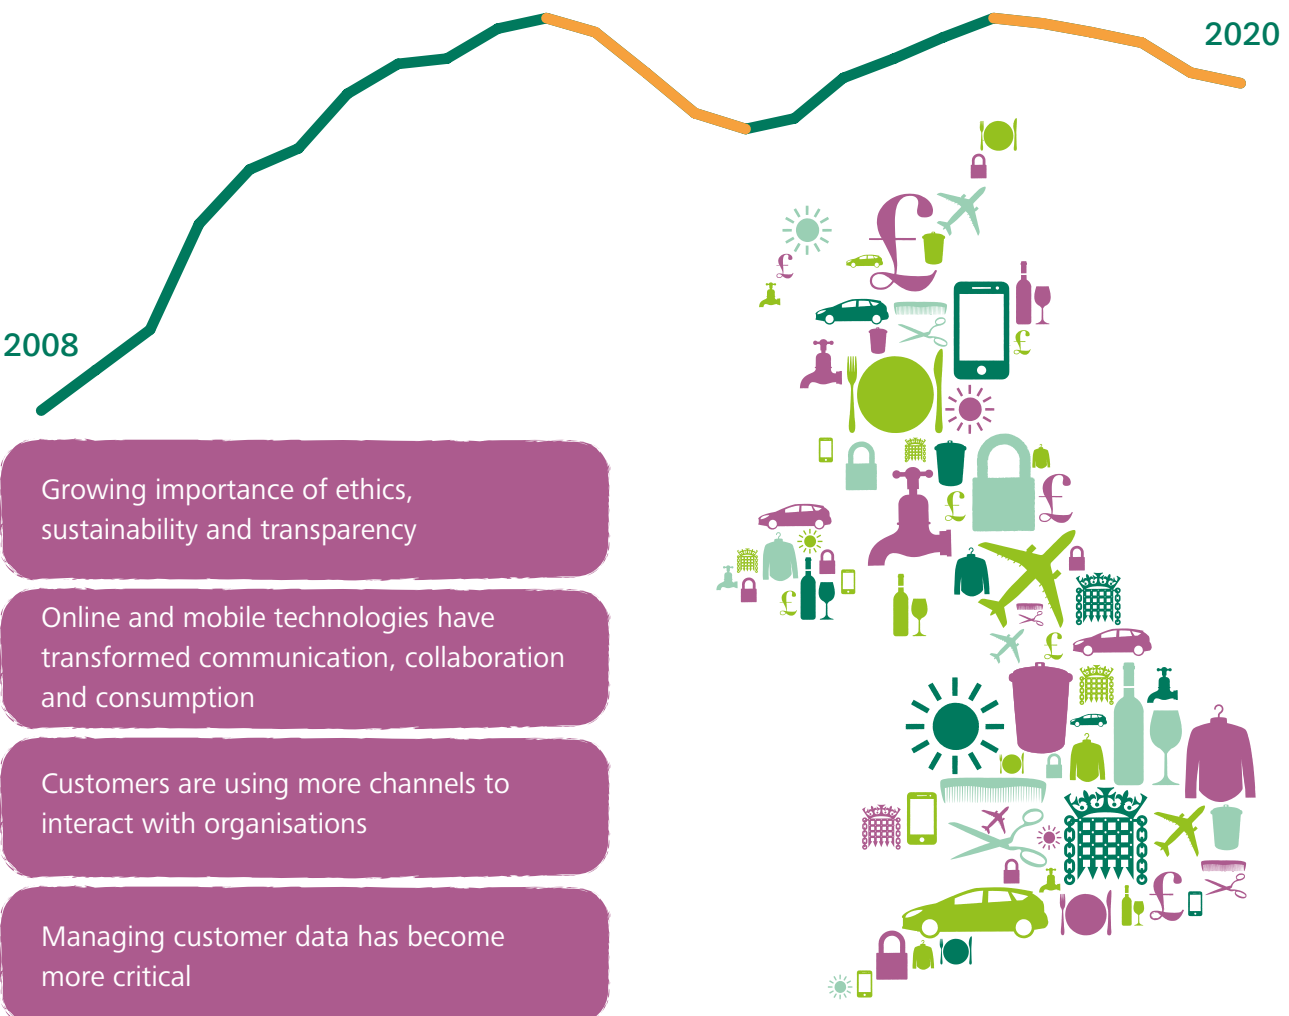 2020
2008
Growing importance of ethics,
sustainability and transparency
Online and mobile technologies have
transformed communication, collaboration
and consumption
Customers are using more channels to
interact with organisations
Managing customer data has become
more critical